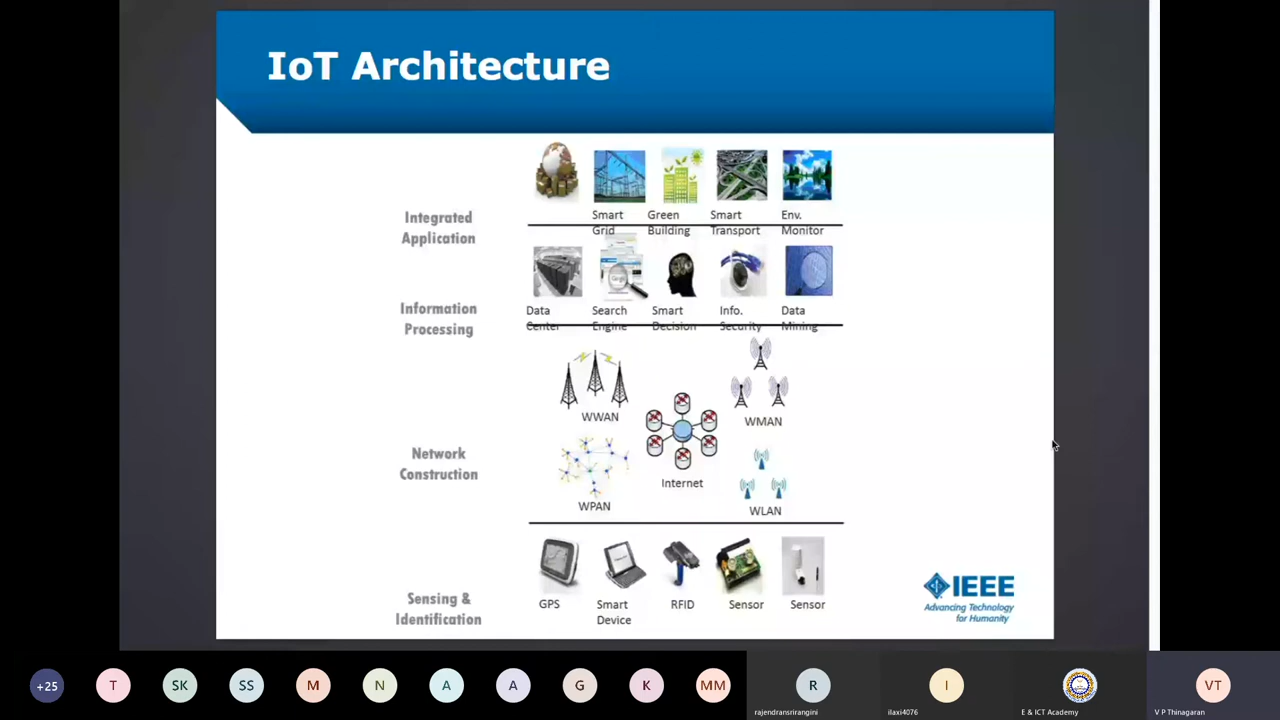 IoT Architecture
Integrated
Application
Smart
Grid
Green
Building
Smart
Transport
Env.
Monitor
Information
Processing
Data
Center
Search
Engine
Smart
Decision
Info.
Security
Data
Mining
Network
Construction
WWAN
WMAN
Internet
WPAN
WLAN
Sensing &
Identification
GPS
Smart
Device
RFID
Sensor
Sensor
IEEE
Advancing Technology
for Humanity
+25
T
SK
SS
M
N
A
A
G
K
MM
R
rajendransrirangini
I
ilaxi4076
E & ICT Academy
VT
V P Thinagaran